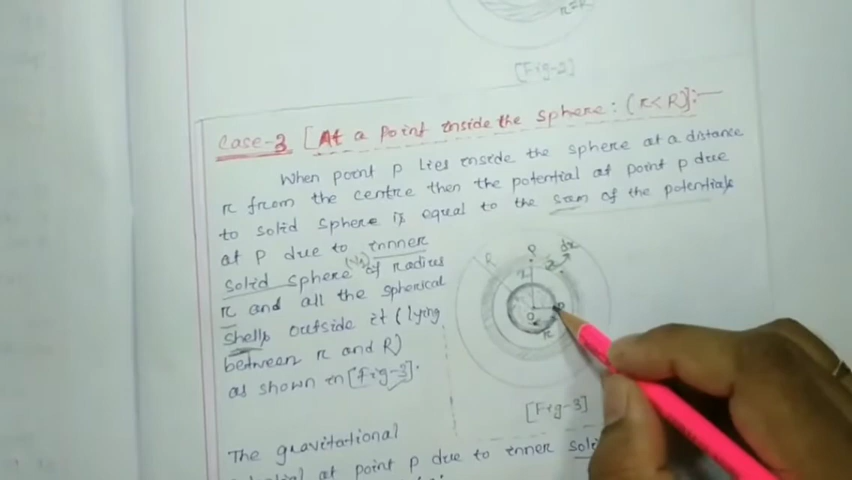 r=R
[Fig-2]
Case-3 [At a point inside the sphere: (r<R)]:—
When point p lies inside the sphere at a distance
r from the centre then the potential at point p due
to solid sphere is equal to the sum of the potentials
at p due to innner
solid sphere (V1) of radius
r and all the spherical
shells outside it (lying
between r and R)
as shown in [Fig-3].
R
P
dx
x
x
O
P
r
[Fig-3]
The gravitational
at point p due to inner